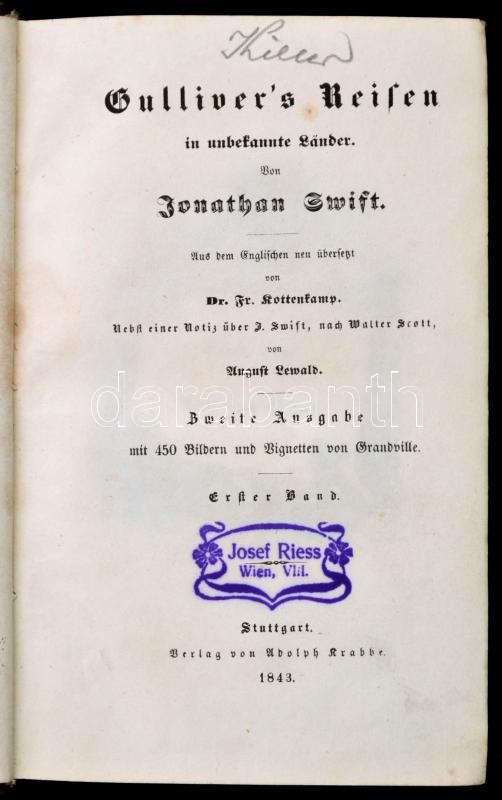 Gulliver's Reisen
in unbekannte Länder.
Von
Jonathan Swift.
Aus dem Englischen neu übersetzt
von
Dr. Fr. Kottenkamp.
Nebst einer Notiz über J. Swift, nach Walter Scott,
von
August Lewald.
darabanth
Zweite Ausgabe
mit 450 Bildern und Vignetten von Grandville.
Erster Band.
Josef Riess
Wien, VIII.
Stuttgart.
Verlag von Adolph Krabbe.
1843.